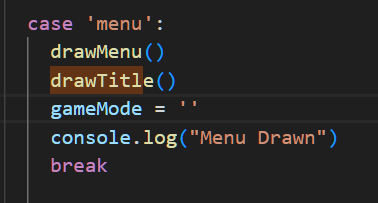 case 'menu':
drawMenu()
drawTitle()
gameMode = ''
console.log("Menu Drawn")
break